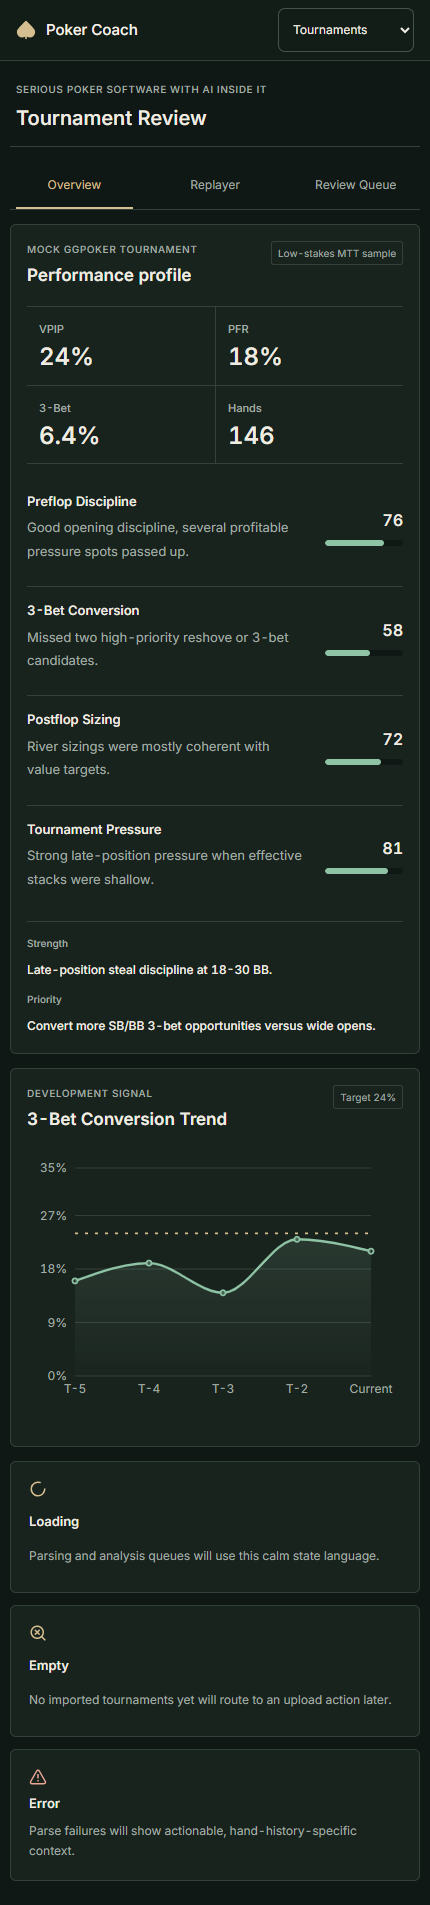 Poker Coach
Tournaments
SERIOUS POKER SOFTWARE WITH AI INSIDE IT
Tournament Review
Overview
Replayer
Review Queue
MOCK GGPOKER TOURNAMENT
Low-stakes MTT sample
Performance profile
VPIP
24%
PFR
18%
3-Bet
6.4%
Hands
146
Preflop Discipline
Good opening discipline, several profitable
pressure spots passed up.
76
3-Bet Conversion
Missed two high-priority reshove or 3-bet
candidates.
58
Postflop Sizing
River sizings were mostly coherent with
value targets.
72
Tournament Pressure
Strong late-position pressure when effective
stacks were shallow.
81
Strength
Late-position steal discipline at 18-30 BB.
Priority
Convert more SB/BB 3-bet opportunities versus wide opens.
DEVELOPMENT SIGNAL
Target 24%
3-Bet Conversion Trend
35%
27%
18%
9%
0%
T-5
T-4
T-3
T-2
Current
Loading
Parsing and analysis queues will use this calm state language.
Empty
No imported tournaments yet will route to an upload action later.
Error
Parse failures will show actionable, hand-history-specific
context.